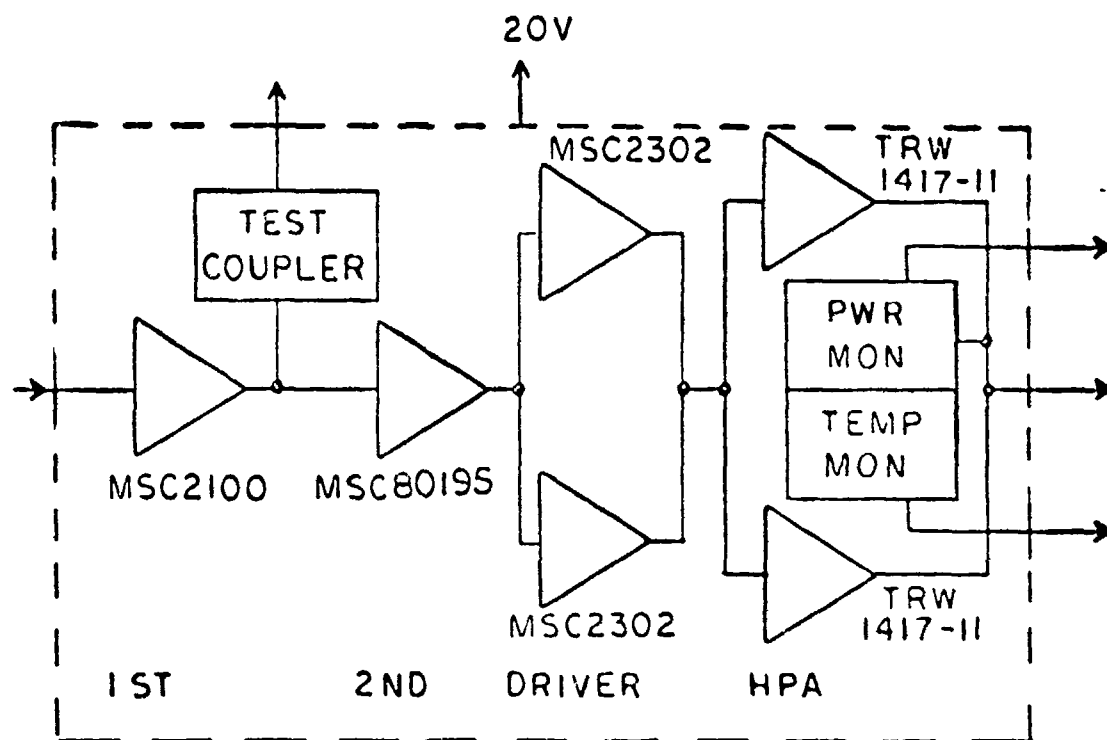 20V
MSC2302
TRW
1417-11
TEST
COUPLER
PWR
MON
TEMP
MON
MSC2100
MSC80195
MSC2302
TRW
1417-11
1ST
2ND
DRIVER
HPA